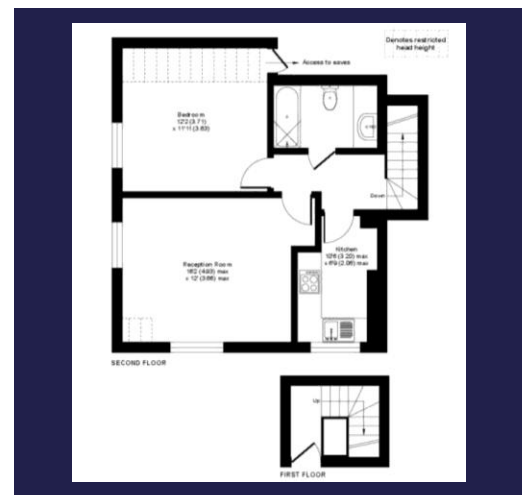 Denotes restricted
head height
Access to eaves
Bedroom
12'2 (3.71)
x 11'11 (3.63)
Down
Kitchen
10'6 (3.20) max
x 6'9 (2.06) max
Reception Room
16'2 (4.93) max
x 12' (3.66) max
SECOND FLOOR
Up
FIRST FLOOR